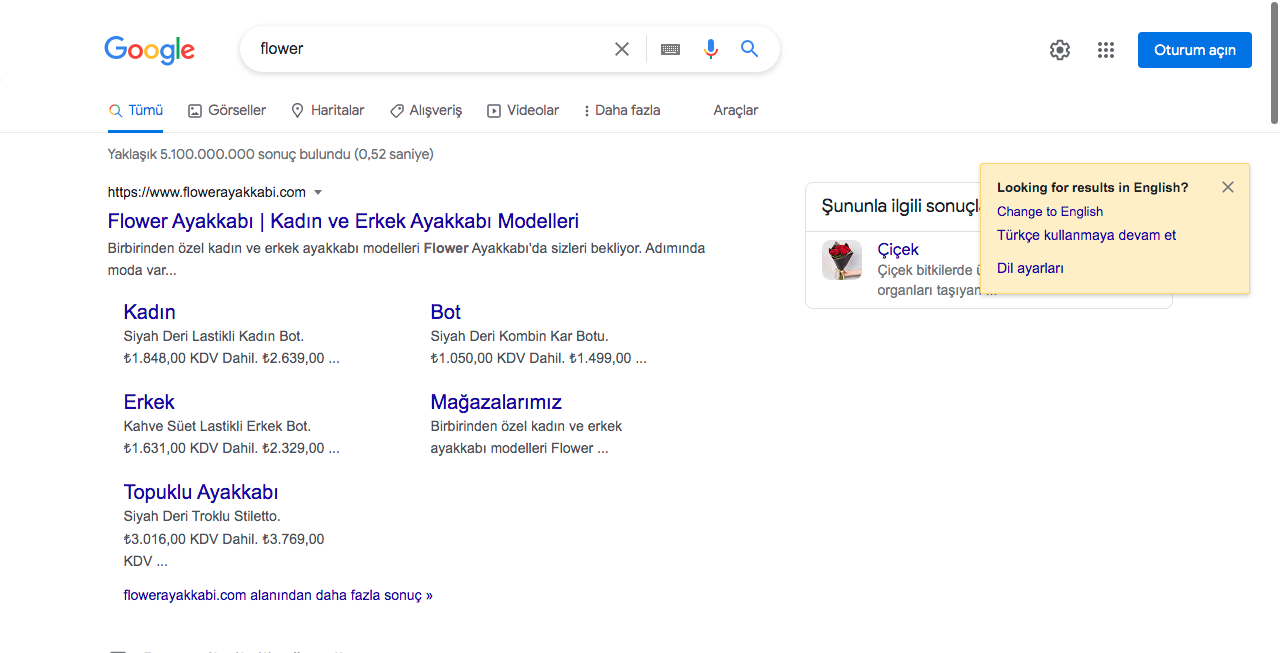 Google
flower
Oturum açın
Tümü
Görseller
Haritalar
Alışveriş
Videolar
Daha fazla
Araçlar
Yaklaşık 5.100.000.000 sonuç bulundu (0,52 saniye)
https://www.flowerayakkabi.com
Flower Ayakkabı | Kadın ve Erkek Ayakkabı Modelleri
Birbirinden özel kadın ve erkek ayakkabı modelleri Flower Ayakkabı'da sizleri bekliyor. Adımında
moda var...
Kadın
Siyah Deri Lastikli Kadın Bot.
₺1.848,00 KDV Dahil. ₺2.639,00 ...
Bot
Siyah Deri Kombin Kar Botu.
₺1.050,00 KDV Dahil. ₺1.499,00 ...
Erkek
Kahve Süet Lastikli Erkek Bot.
₺1.631,00 KDV Dahil. ₺2.329,00 ...
Mağazalarımız
Birbirinden özel kadın ve erkek
ayakkabı modelleri Flower ...
Topuklu Ayakkabı
Siyah Deri Troklu Stiletto.
₺3.016,00 KDV Dahil. ₺3.769,00
KDV ...
flowerayakkabi.com alanından daha fazla sonuç »
Şununla ilgili
Çiçek
Çiçek bitkilerde
organları taşıyan ...
Looking for results in English?
Change to English
Türkçe kullanmaya devam et
Dil ayarları